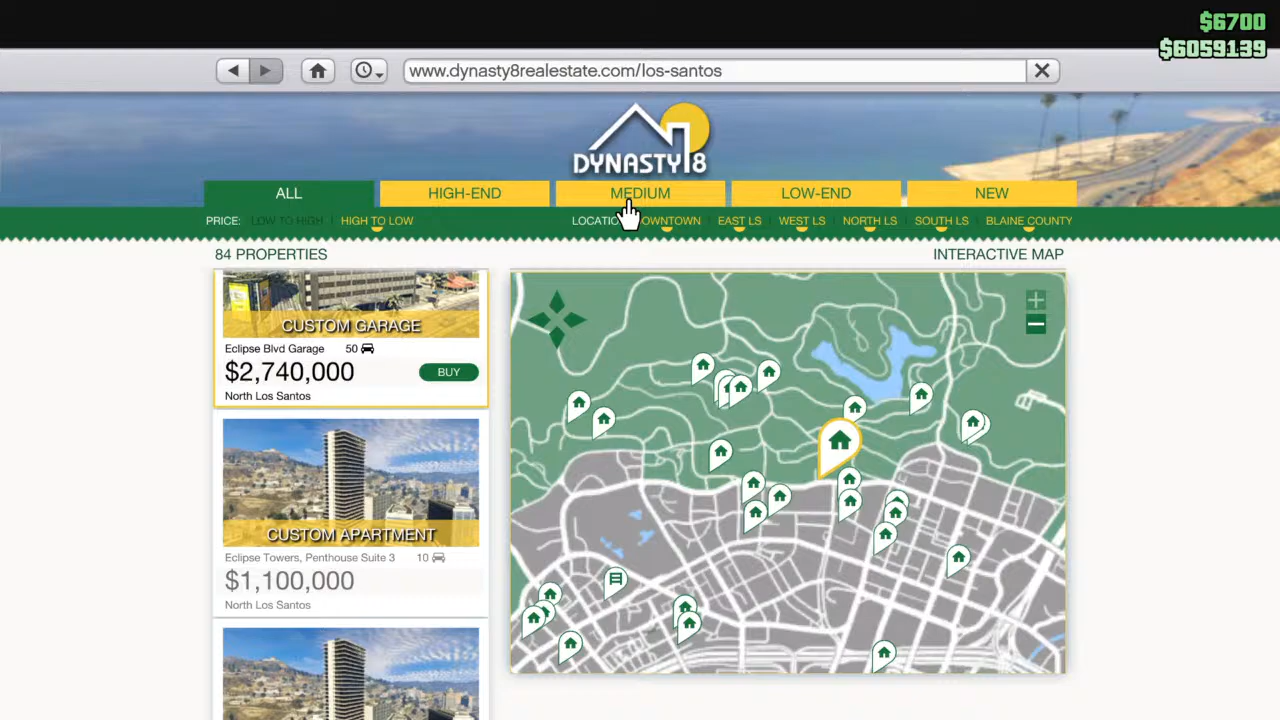 $6700
$6059139
www.dynasty8realestate.com/los-santos
DYNASTY 8
ALL HIGH-END MEDIUM LOW-END NEW
PRICE: LOW TO HIGH HIGH TO LOW LOCATIO OWNTOWN EAST LS WEST LS NORTH LS SOUTH LS BLAINE COUNTY
84 PROPERTIES INTERACTIVE MAP
CUSTOM GARAGE
Eclipse Blvd Garage 50
$2,740,000 BUY
North Los Santos
CUSTOM APARTMENT
Eclipse Towers, Penthouse Suite 3 10
$1,100,000
North Los Santos